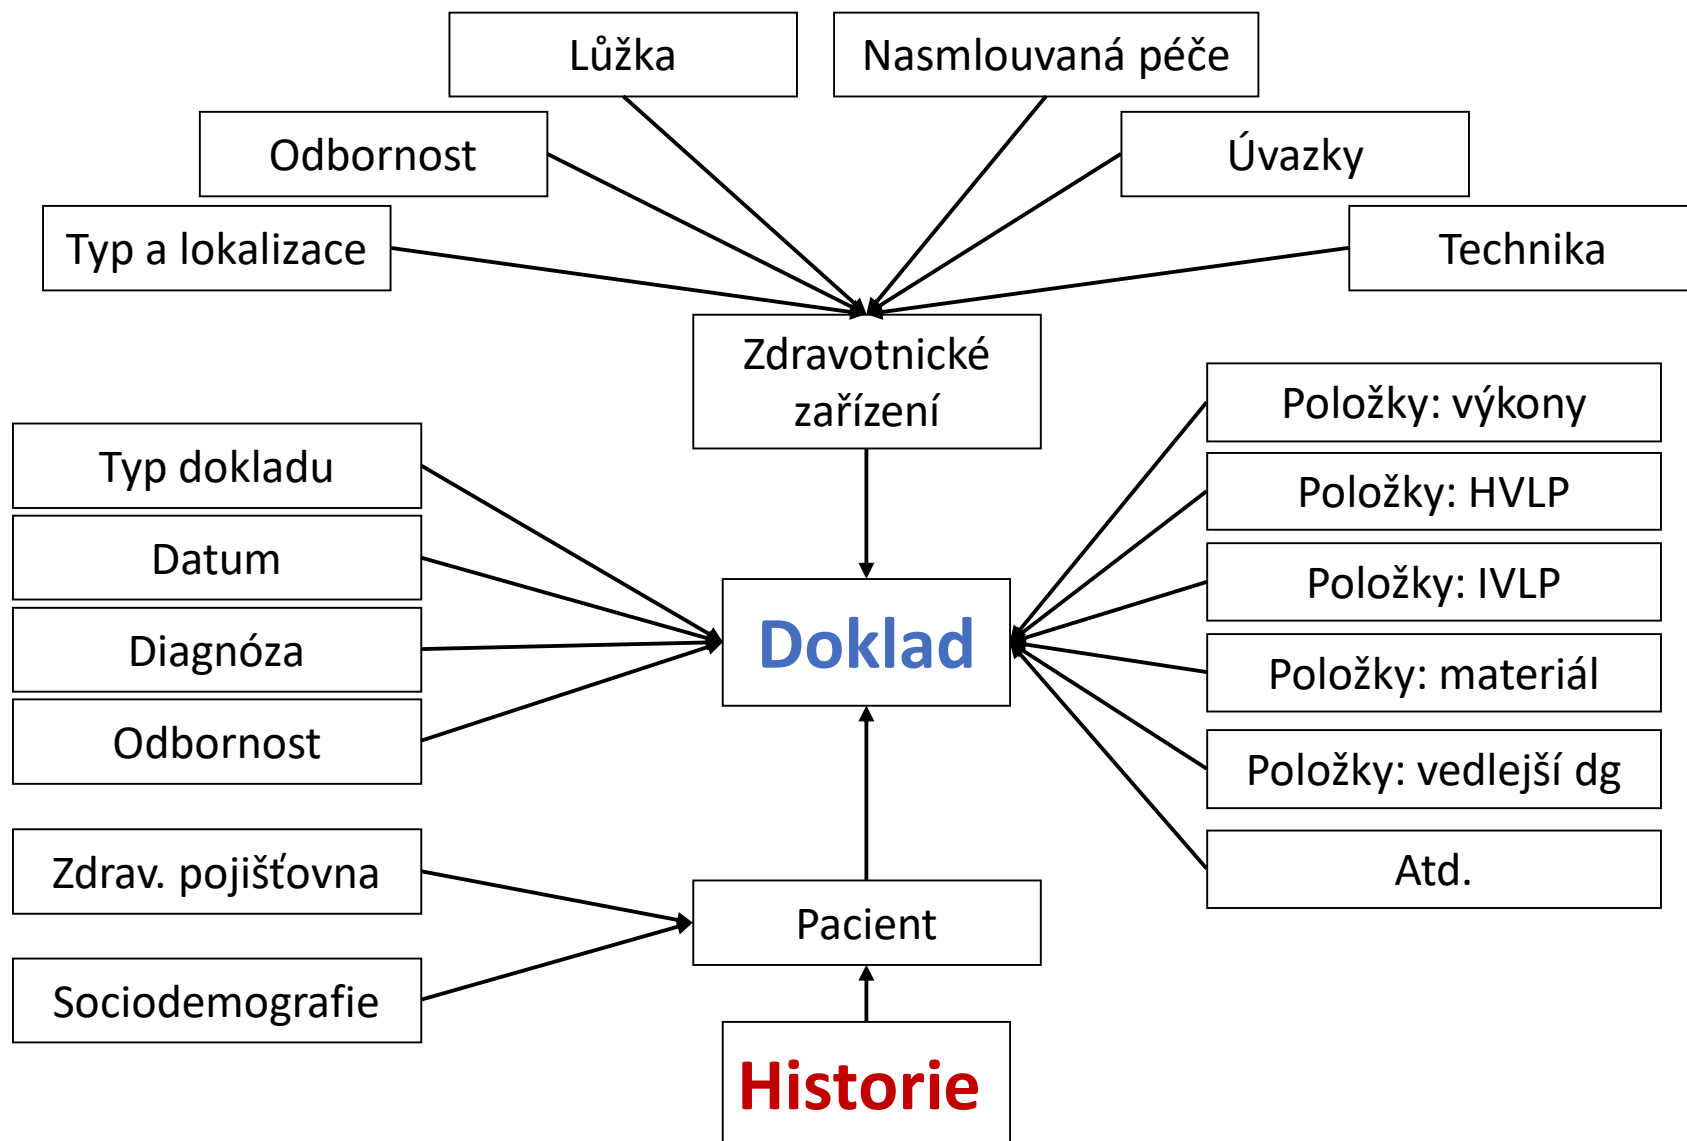 Lůžka
Nasmlouvaná péče
Odbornost
Úvazky
Typ a lokalizace
Technika
Zdravotnické
zařízení
Položky: výkony
Typ dokladu
Položky: HVLP
Datum
Položky: IVLP
Doklad
Diagnóza
Položky: materiál
Odbornost
Položky: vedlejší dg
Zdrav. pojišťovna
Atd.
Pacient
Sociodemografie
Historie